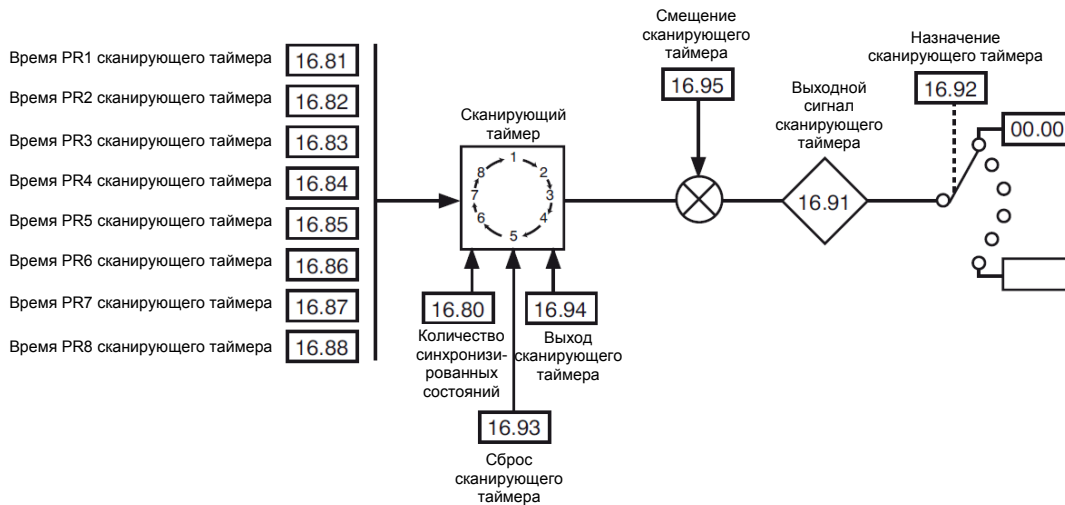 Время PR1 сканирующего таймера 16.81
Время PR2 сканирующего таймера 16.82
Время PR3 сканирующего таймера 16.83
Время PR4 сканирующего таймера 16.84
Время PR5 сканирующего таймера 16.85
Время PR6 сканирующего таймера 16.86
Время PR7 сканирующего таймера 16.87
Время PR8 сканирующего таймера 16.88
Сканирующий
таймер
1
2
3
4
5
6
7
8
16.80
Количество
синхронизи-
рованных
состояний
16.93
Сброс
сканирующего
таймера
16.94
Выход
сканирующего
таймера
Смещение
сканирующего
таймера
16.95
Выходной
сигнал
сканирующего
таймера
16.91
Назначение
сканирующего таймера
16.92
00.00